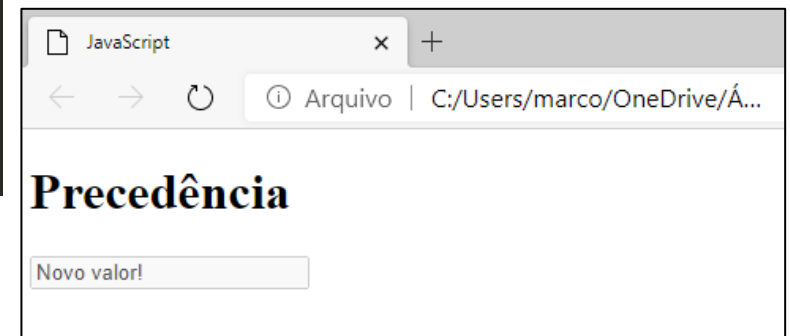 JavaScript
Arquivo | C:/Users/marco/OneDrive/Á...
Precedência
Novo valor!